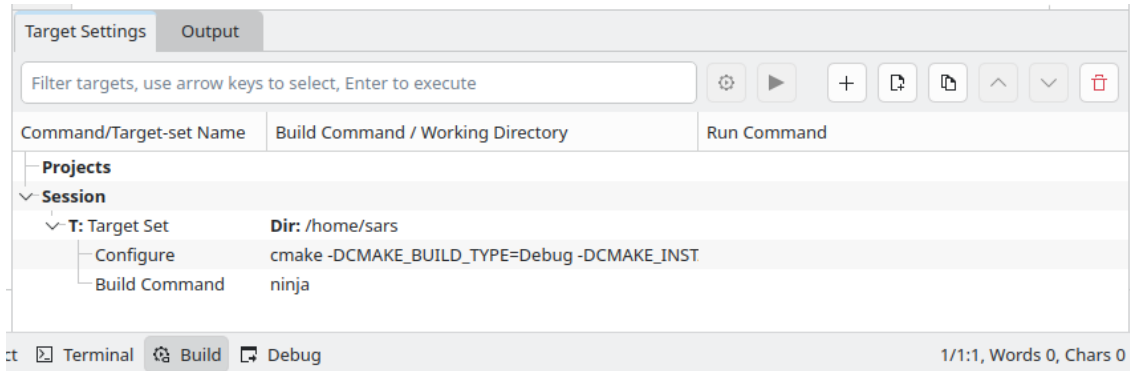 Target Settings Output
Filter targets, use arrow keys to select, Enter to execute
Command/Target-set Name Build Command / Working Directory Run Command
Projects
Session
T: Target Set Dir: /home/sars
Configure cmake -DCMAKE_BUILD_TYPE=Debug -DCMAKE_INST
Build Command ninja
ct Terminal Build Debug 1/1:1, Words 0, Chars 0